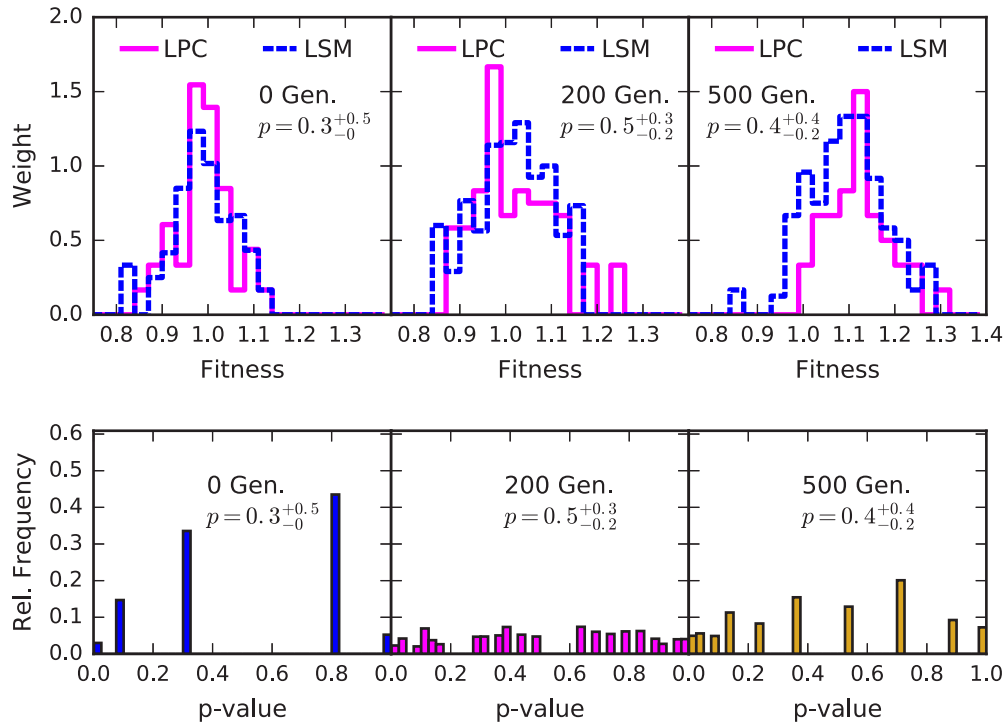 LPC LSM LPC LSM LPC LSM
0 Gen. 200 Gen. 500 Gen.
p = 0.3^{+0.5}_{-0} p = 0.5^{+0.3}_{-0.2} p = 0.4^{+0.4}_{-0.2}
2.0
1.5
1.0
0.5
0.0
Weight
0.8 0.9 1.0 1.1 1.2 1.3 0.8 0.9 1.0 1.1 1.2 1.3 0.8 0.9 1.0 1.1 1.2 1.3 1.4
Fitness Fitness Fitness
0.6
0.5
0.4
0.3
0.2
0.1
0.0
Rel. Frequency
0 Gen. 200 Gen. 500 Gen.
p = 0.3^{+0.5}_{-0} p = 0.5^{+0.3}_{-0.2} p = 0.4^{+0.4}_{-0.2}
0.0 0.2 0.4 0.6 0.8 0.0 0.2 0.4 0.6 0.8 0.0 0.2 0.4 0.6 0.8 1.0
p-value p-value p-value